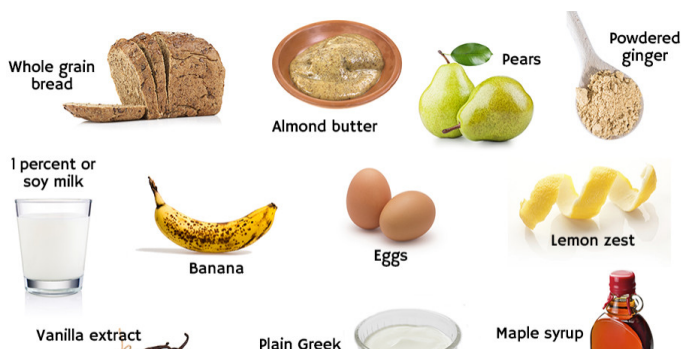 Whole grain
bread
Almond butter
Pears
Powdered
ginger
1 percent or
soy milk
Banana
Eggs
Lemon zest
Vanilla extract
Plain Greek
Maple syrup